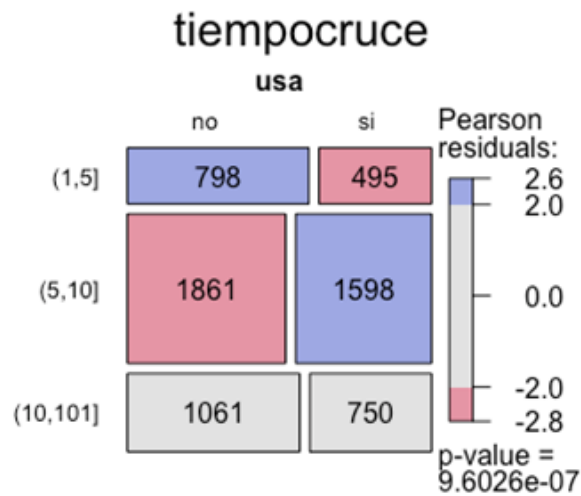 tiempocruce
usa
no si
(1,5] 798 495
(5,10] 1861 1598
(10,101] 1061 750
Pearson
residuals:
2.6
2.0
0.0
-2.0
-2.8
p-value =
9.6026e-07